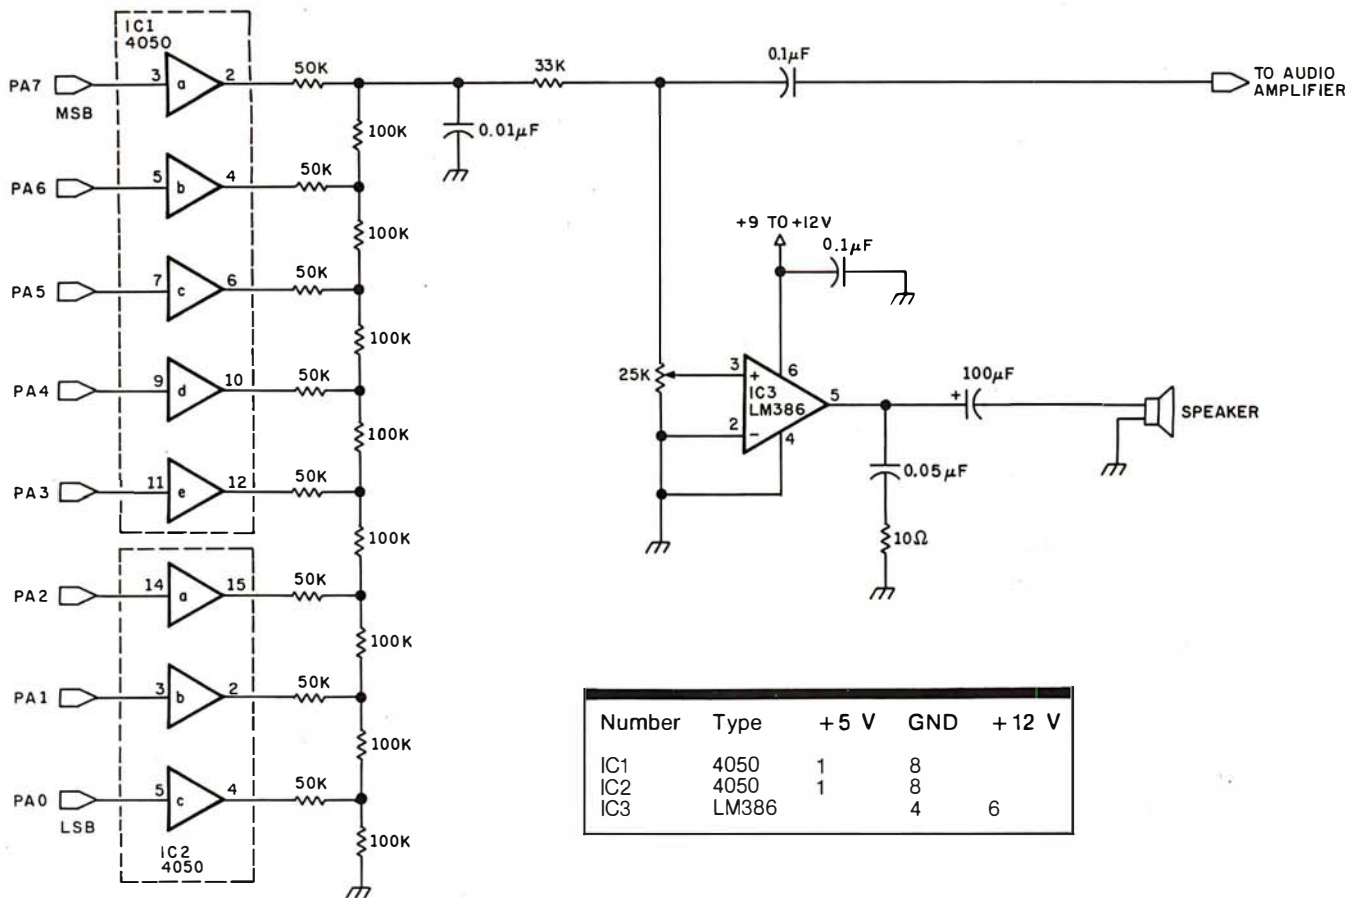 IC1
4050
PA7
MSB
3
a
2
50K
33K
0.1µF
TO AUDIO
AMPLIFIER
100K
0.01µF
PA6
5
b
4
50K
100K
+9 TO +12V
0.1µF
PA5
7
c
6
50K
100K
25K
3
+
6
IC3
LM386
5
2
-
4
100µF
+
SPEAKER
PA4
9
d
10
50K
100K
0.05µF
10Ω
PA3
11
e
12
50K
100K
PA2
14
a
15
50K
100K
PA1
3
b
2
50K
100K
PA0
LSB
5
c
4
50K
100K
IC2
4050
Number Type +5 V GND +12 V
IC1 4050 1 8
IC2 4050 1 8
IC3 LM386 4 6